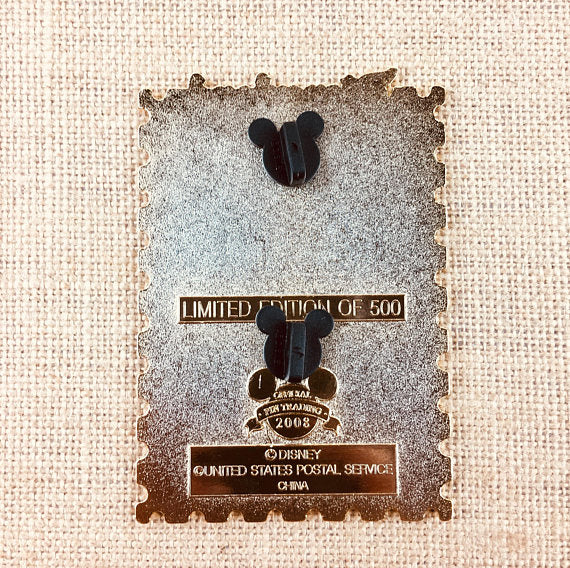 LIMITED EDITION OF 500
OFFICIAL
PIN TRADING
2008
© DISNEY
©UNITED STATES POSTAL SERVICE
CHINA